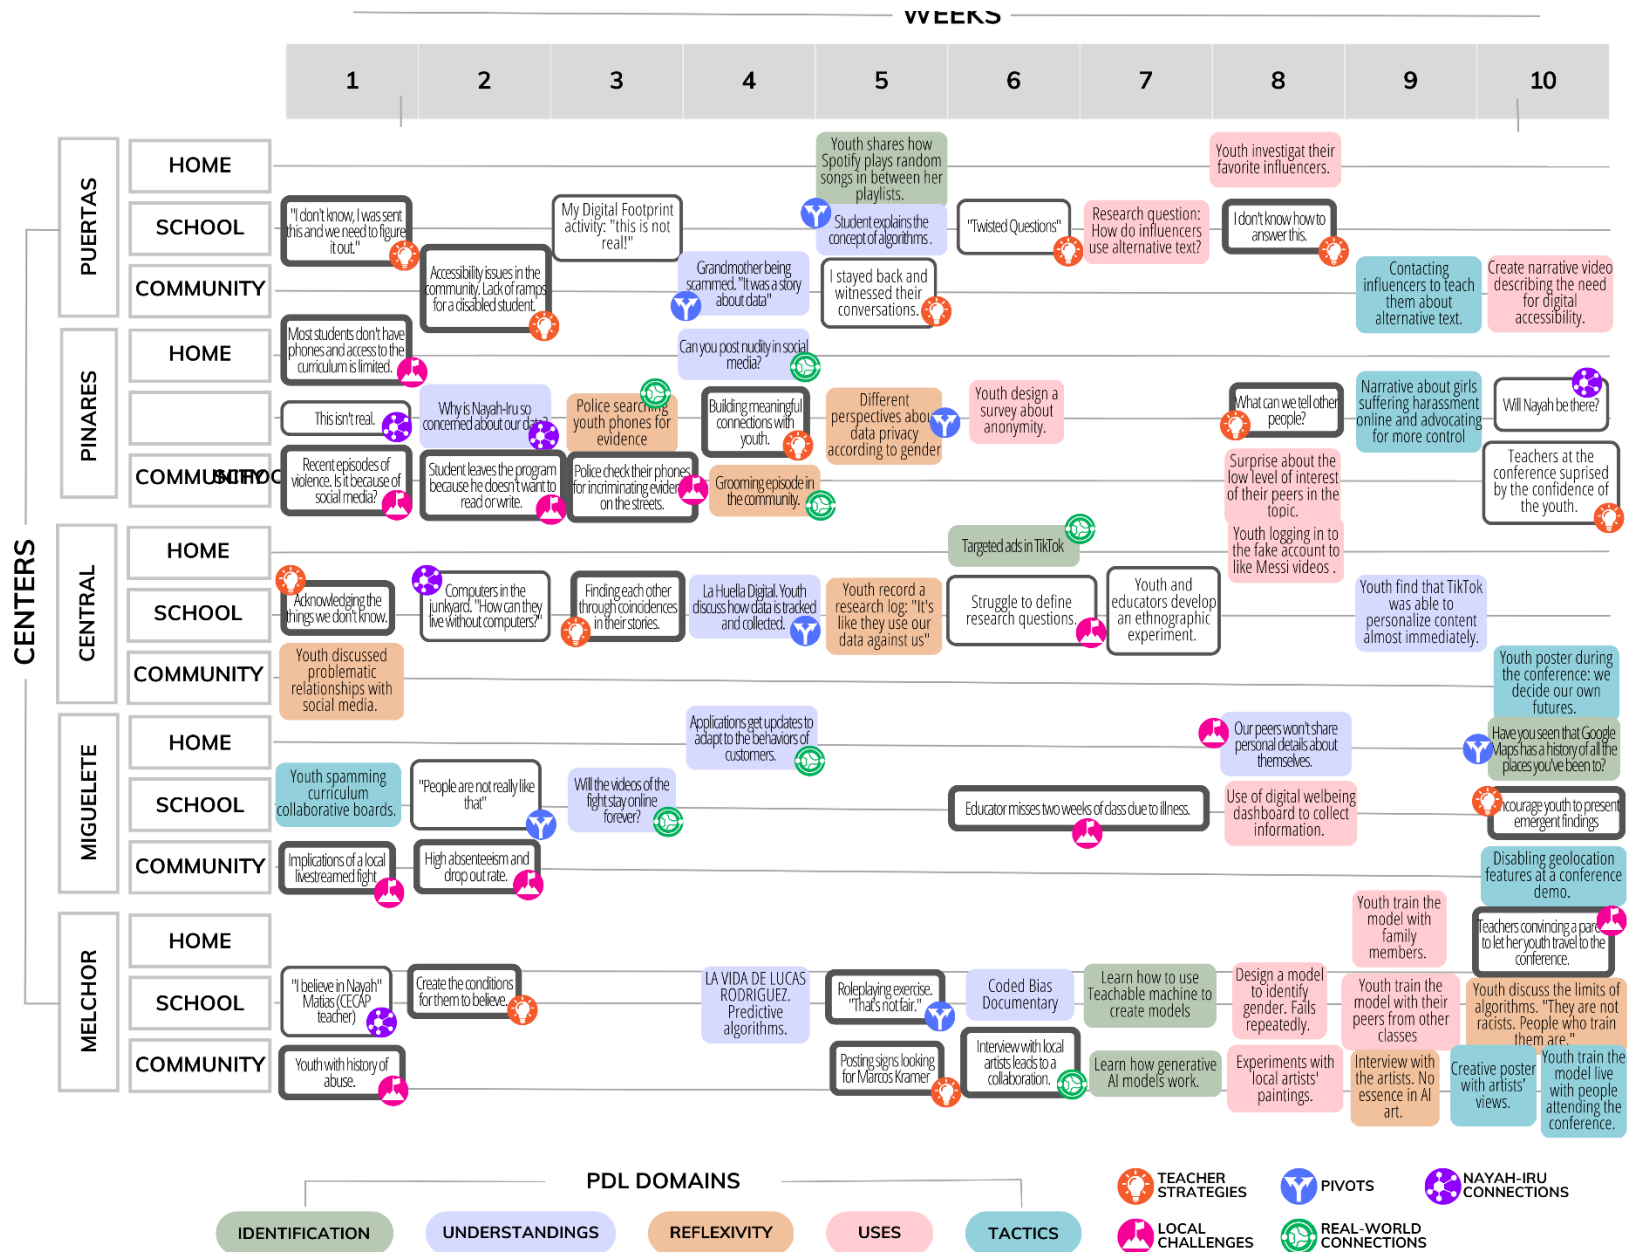 WEEKS
1 2 3 4 5 6 7 8 9 10
CENTERS
PUERTAS
HOME
SCHOOL
COMMUNITY
Youth shares how
Spotify plays random
songs in between her
playlists.
Youth investigat their
favorite influencers.
"I don't know, I was sent
this and we need to figure
it out."
My Digital Footprint
activity: "this is not
real!"
Student explains the
concept of algorithms .
"Twisted Questions"
Research question:
How do influencers
use alternative text?
I don't know how to
answer this.
Accessibility issues in the
community. Lack of ramps
for a disabled student.
Grandmother being
scammed. "It was a story
about data"
I stayed back and
witnessed their
conversations.
Contacting
influencers to teach
them about
alternative text.
Create narrative video
describing the need
for digital
accessibility.
PINARES
HOME
COMMUNITY
SCHOOL
Most students don't have
phones and access to the
curriculum is limited.
Can you post nudity in social
media?
This isn't real.
Why is Nayah-Iru so
concerned about our data?
Police searching
youth phones for
evidence
Building meaningful
connections with
youth.
Different
perspectives about
data privacy
according to gender
Youth design a
survey about
anonymity.
What can we tell other
people?
Narrative about girls
suffering harassment
online and advocating
for more control
Will Nayah be there?
Recent episodes of
violence. Is it because of
social media?
Student leaves the program
because he doesn't want to
read or write.
Police check their phones
for incriminating evidence
on the streets.
Grooming episode in
the community.
Surprise about the
low level of interest
of their peers in the
topic.
Teachers at the
conference suprised
by the confidence of
the youth.
CENTRAL
HOME
SCHOOL
COMMUNITY
Targeted ads in TikTok
Youth logging in to
the fake account to
like Messi videos .
Acknowledging the
things we don't know.
Computers in the
junkyard. "How can they
live without computers?"
Finding each other
through coincidences
in their stories.
La Huella Digital. Youth
discuss how data is tracked
and collected.
Youth record a
research log: "It's
like they use our
data against us"
Struggle to define
research questions.
Youth and
educators develop
an ethnographic
experiment.
Youth find that TikTok
was able to
personalize content
almost immediately.
Youth discussed
problematic
relationships with
social media.
Youth poster during
the conference: we
decide our own
futures.
MIGUELETE
HOME
SCHOOL
COMMUNITY
Applications get updates to
adapt to the behaviors of
customers.
Our peers won't share
personal details about
themselves.
Have you seen that Google
Maps has a history of all the
places you've been to?
Youth spamming
curriculum
collaborative boards.
"People are not really like
that"
Will the videos of the
fight stay online
forever?
Educator misses two weeks of class due to illness.
Use of digital welbeing
dashboard to collect
information.
Encourage youth to present
emergent findings
Implications of a local
livestreamed fight
High absenteeism and
drop out rate.
Disabling geolocation
features at a conference
demo.
MELCHOR
HOME
SCHOOL
COMMUNITY
Youth train the
model with
family
members.
Teachers convincing a parent
to let her youth travel to the
conference.
"I believe in Nayah"
Matias (CECAP
teacher)
Create the conditions
for them to believe.
LA VIDA DE LUCAS
RODRIGUEZ.
Predictive
algorithms.
Roleplaying exercise.
"That's not fair."
Coded Bias
Documentary
Learn how to use
Teachable machine to
create models
Design a model
to identify
gender. Fails
repeatedly.
Youth train the
model with their
peers from other
classes
Youth discuss the limits of
algorithms. "They are not
racists. People who train
them are."
Youth with history of
abuse.
Posting signs looking
for Marcos Kramer
Interview with local
artists leads to a
collaboration.
Learn how generative
AI models work.
Experiments with
local artists'
paintings.
Interview with
the artists. No
essence in AI
art.
Creative poster
with artists'
views.
Youth train the
model live
with people
attending the
conference.
PDL DOMAINS
IDENTIFICATION
UNDERSTANDINGS
REFLEXIVITY
USES
TACTICS
TEACHER
STRATEGIES
PIVOTS
NAYAH-IRU
CONNECTIONS
LOCAL
CHALLENGES
REAL-WORLD
CONNECTIONS